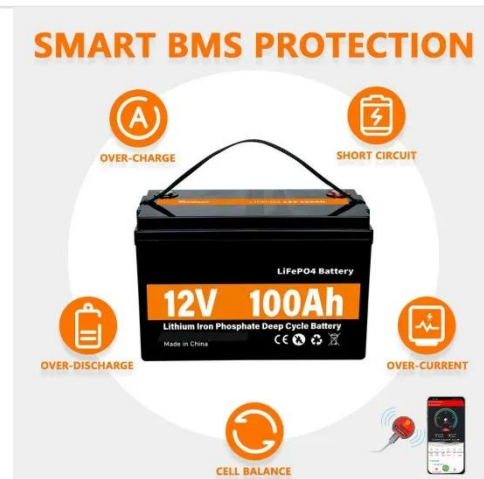 SMART BMS PROTECTION
OVER-CHARGE
SHORT CIRCUIT
LiFePO4 Battery
12V 100Ah
Lithium Iron Phosphate Deep Cycle Battery
Made in China
CE
OVER-DISCHARGE
OVER-CURRENT
CELL BALANCE